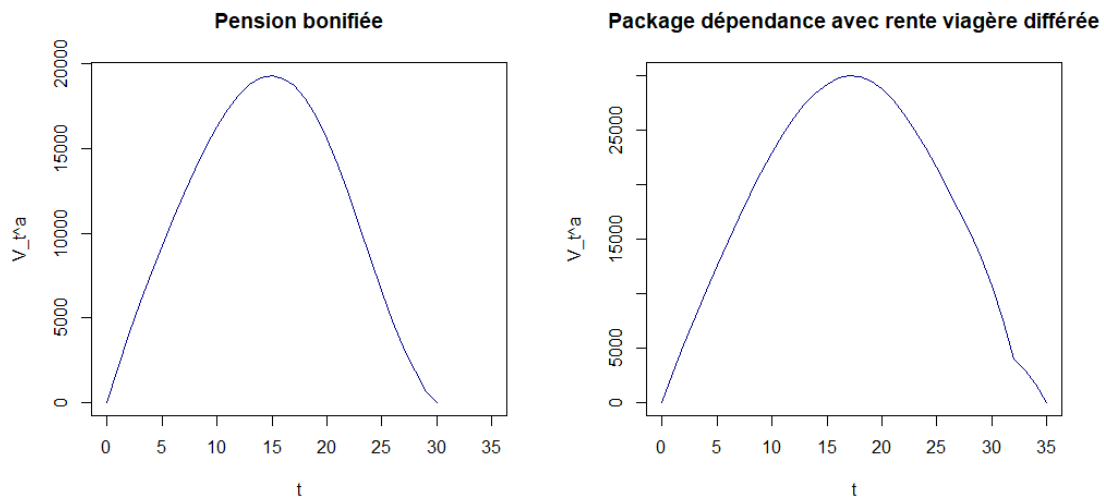 Pension bonifiée
V_t^a
20000
15000
10000
5000
0
0 5 10 15 20 25 30 35
t
Package dépendance avec rente viagère différée
V_t^a
25000
15000
5000
0
0 5 10 15 20 25 30 35
t